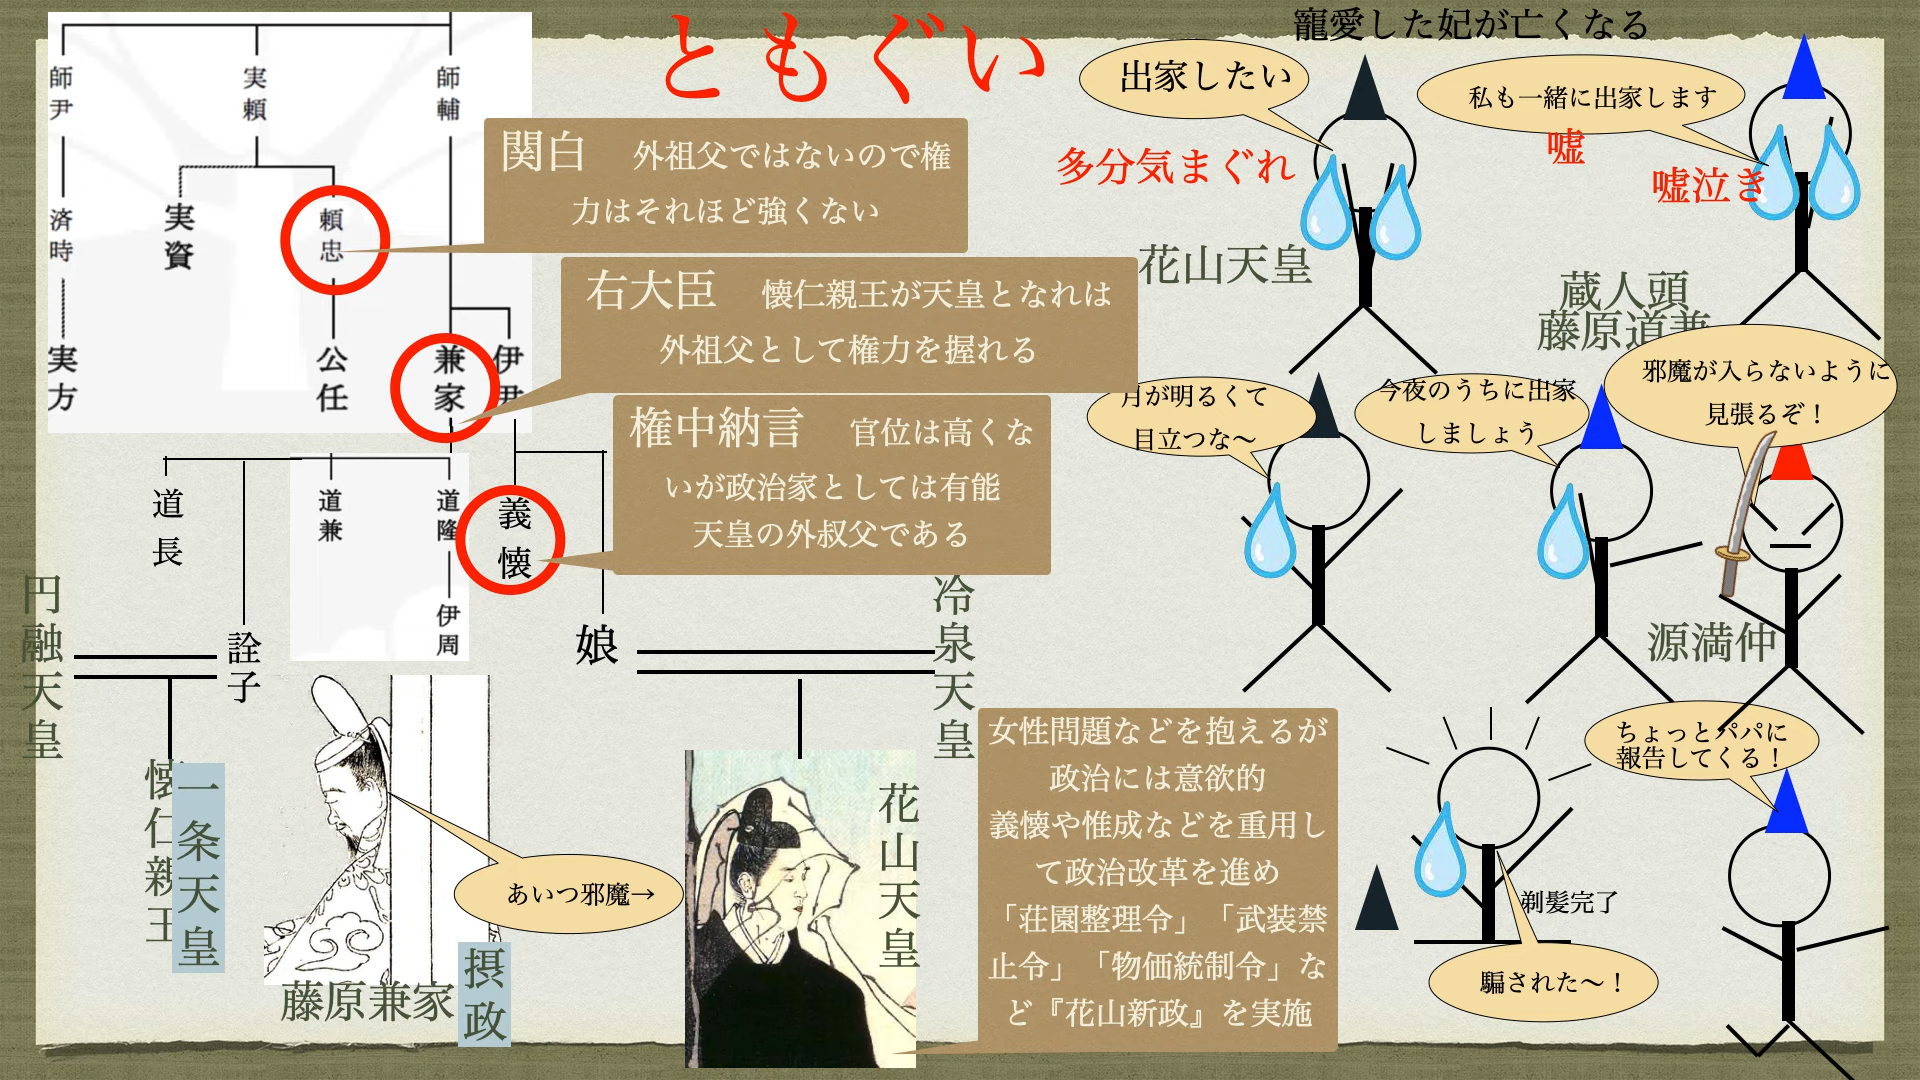 ともぐい
師尹
実頼
師輔
済時
実資
頼忠
実方
公任
兼家
伊尹
道長
道兼
道隆
義懐
伊周
詮子
娘
円融天皇
冷泉天皇
懐仁親王
一条天皇
藤原兼家
摂政
花山天皇
あいつ邪魔→
関白 外祖父ではないので権
力はそれほど強くない
右大臣 懐仁親王が天皇となれは
外祖父として権力を握れる
権中納言 官位は高くな
いが政治家としては有能
天皇の外叔父である
女性問題などを抱えるが
政治には意欲的
義懐や惟成などを重用し
て政治改革を進め
「荘園整理令」「武装禁
止令」「物価統制令」な
ど『花山新政』を実施
寵愛した妃が亡くなる
出家したい
多分気まぐれ
花山天皇
私も一緒に出家します
嘘
嘘泣き
蔵人頭
藤原道兼
月が明るくて
目立つな〜
今夜のうちに出家
しましょう
邪魔が入らないように
見張るぞ！
源満仲
ちょっとパパに
報告してくる！
剃髪完了
騙された〜！